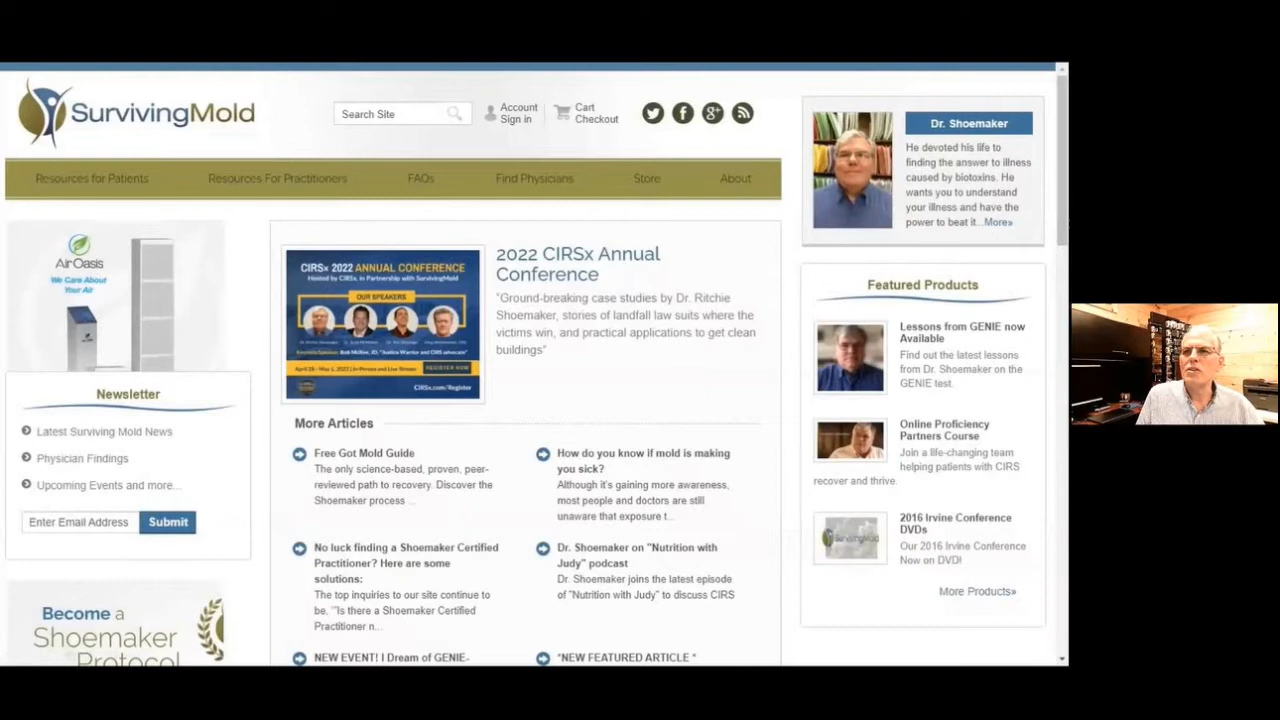 SurvivingMold
Search Site
Account
Sign in
Cart
Checkout
Resources for Patients
Resources For Practitioners
FAQs
Find Physicians
Store
About
Dr. Shoemaker
He devoted his life to
finding the answer to illness
caused by biotoxins. He
wants you to understand
your illness and have the
power to beat it...More»
Air Oasis
We Care About
Your Air
Newsletter
Latest Surviving Mold News
Physician Findings
Upcoming Events and more...
Enter Email Address
Submit
Become a
Shoemaker
Protocol
CIRSx 2022 ANNUAL CONFERENCE
Hosted by CIRSx, in Partnership with SurvivingMold
OUR SPEAKERS
REGISTER NOW
CIRSx.com/Register
2022 CIRSx Annual
Conference
"Ground-breaking case studies by Dr. Ritchie
Shoemaker, stories of landfall law suits where the
victims win, and practical applications to get clean
buildings"
More Articles
Free Got Mold Guide
The only science-based, proven, peer-
reviewed path to recovery. Discover the
Shoemaker process ...
How do you know if mold is making
you sick?
Although it's gaining more awareness,
most people and doctors are still
unaware that exposure t...
No luck finding a Shoemaker Certified
Practitioner? Here are some
solutions:
The top inquiries to our site continue to
be, "'Is there a Shoemaker Certified
Practitioner n...
Dr. Shoemaker on "Nutrition with
Judy" podcast
Dr. Shoemaker joins the latest episode
of "Nutrition with Judy" to discuss CIRS
NEW EVENT! I Dream of GENIE-
*NEW FEATURED ARTICLE *
Featured Products
Lessons from GENIE now
Available
Find out the latest lessons
from Dr. Shoemaker on the
GENIE test.
Online Proficiency
Partners Course
Join a life-changing team
helping patients with CIRS
recover and thrive.
2016 Irvine Conference
DVDs
Our 2016 Irvine Conference
Now on DVD!
More Products»